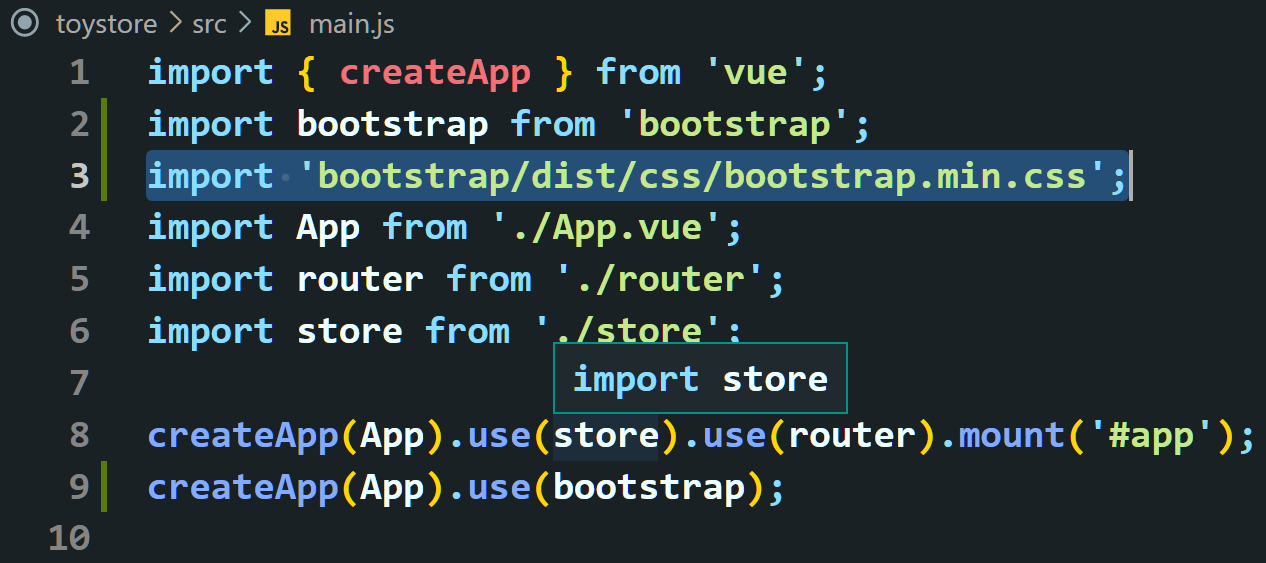 toystore > src > JS main.js
1 import { createApp } from 'vue';
2 import bootstrap from 'bootstrap';
3 import 'bootstrap/dist/css/bootstrap.min.css';
4 import App from './App.vue';
5 import router from './router';
6 import store from './store';
7 import store
8 createApp(App).use(store).use(router).mount('#app');
9 createApp(App).use(bootstrap);
10